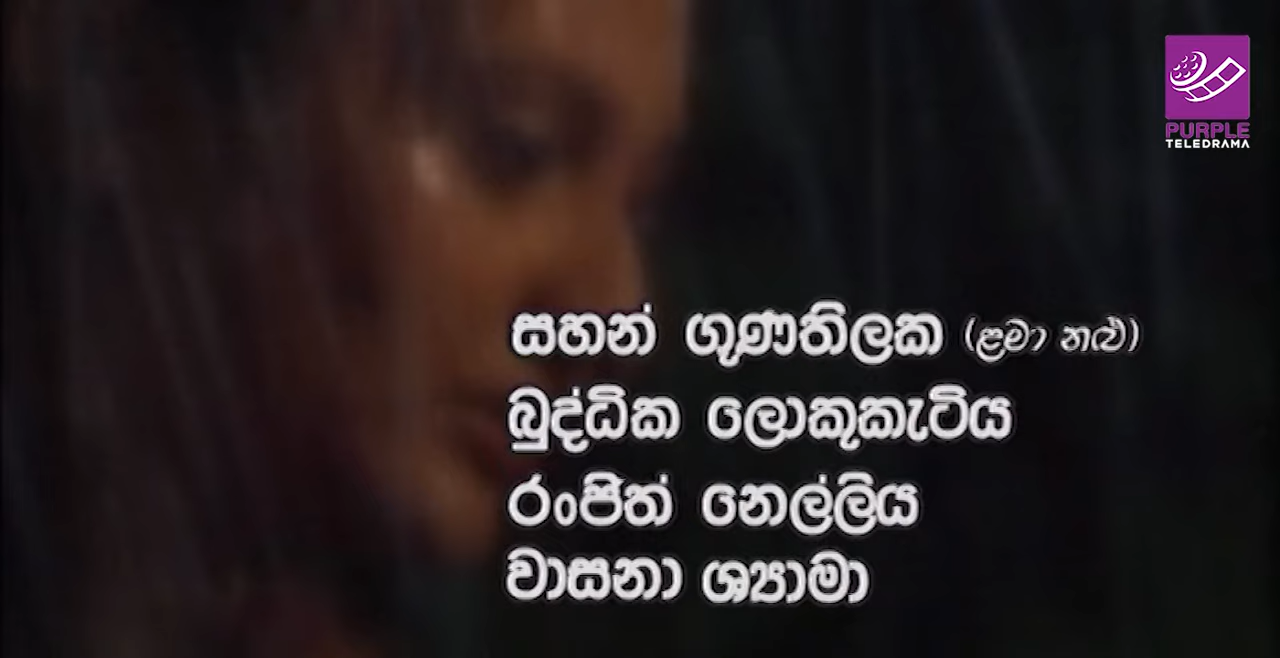 PURPLE
TELEDRAMA
සහන් ගුණතිලක (ළමා නළු)
බුද්ධික ලොකුකැටිය
රංජිත් නෙල්ලිය
වාසනා ශ්‍යාමා